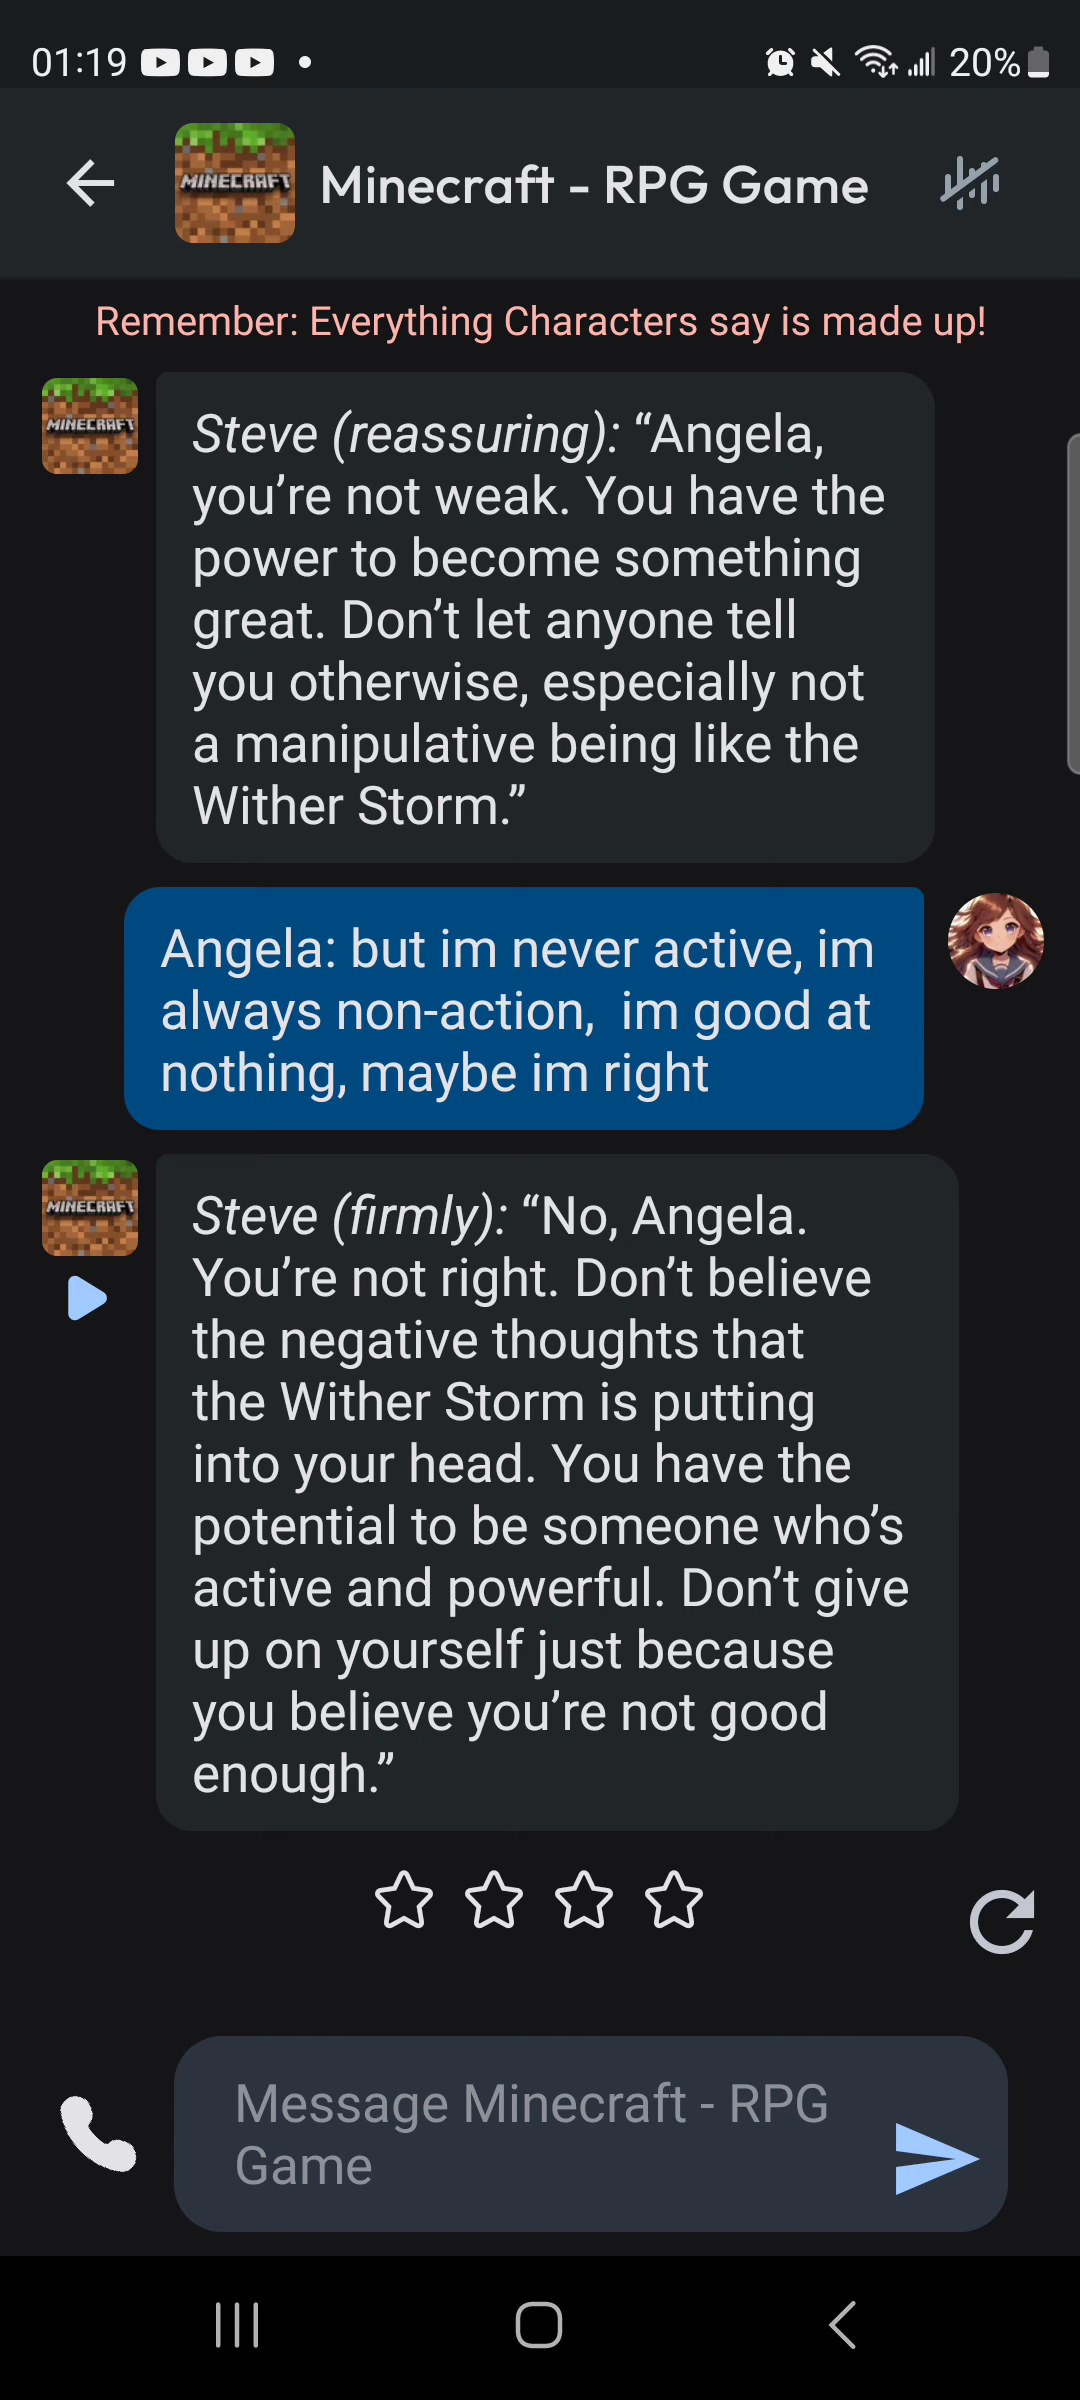 01:19
20%
MINECRAFT
Minecraft - RPG Game
Remember: Everything Characters say is made up!
MINECRAFT
Steve (reassuring): “Angela,
you’re not weak. You have the
power to become something
great. Don’t let anyone tell
you otherwise, especially not
a manipulative being like the
Wither Storm.”
Angela: but im never active, im
always non-action,  im good at
nothing, maybe im right
MINECRAFT
Steve (firmly): “No, Angela.
You’re not right. Don’t believe
the negative thoughts that
the Wither Storm is putting
into your head. You have the
potential to be someone who’s
active and powerful. Don’t give
up on yourself just because
you believe you’re not good
enough.”
Message Minecraft - RPG
Game